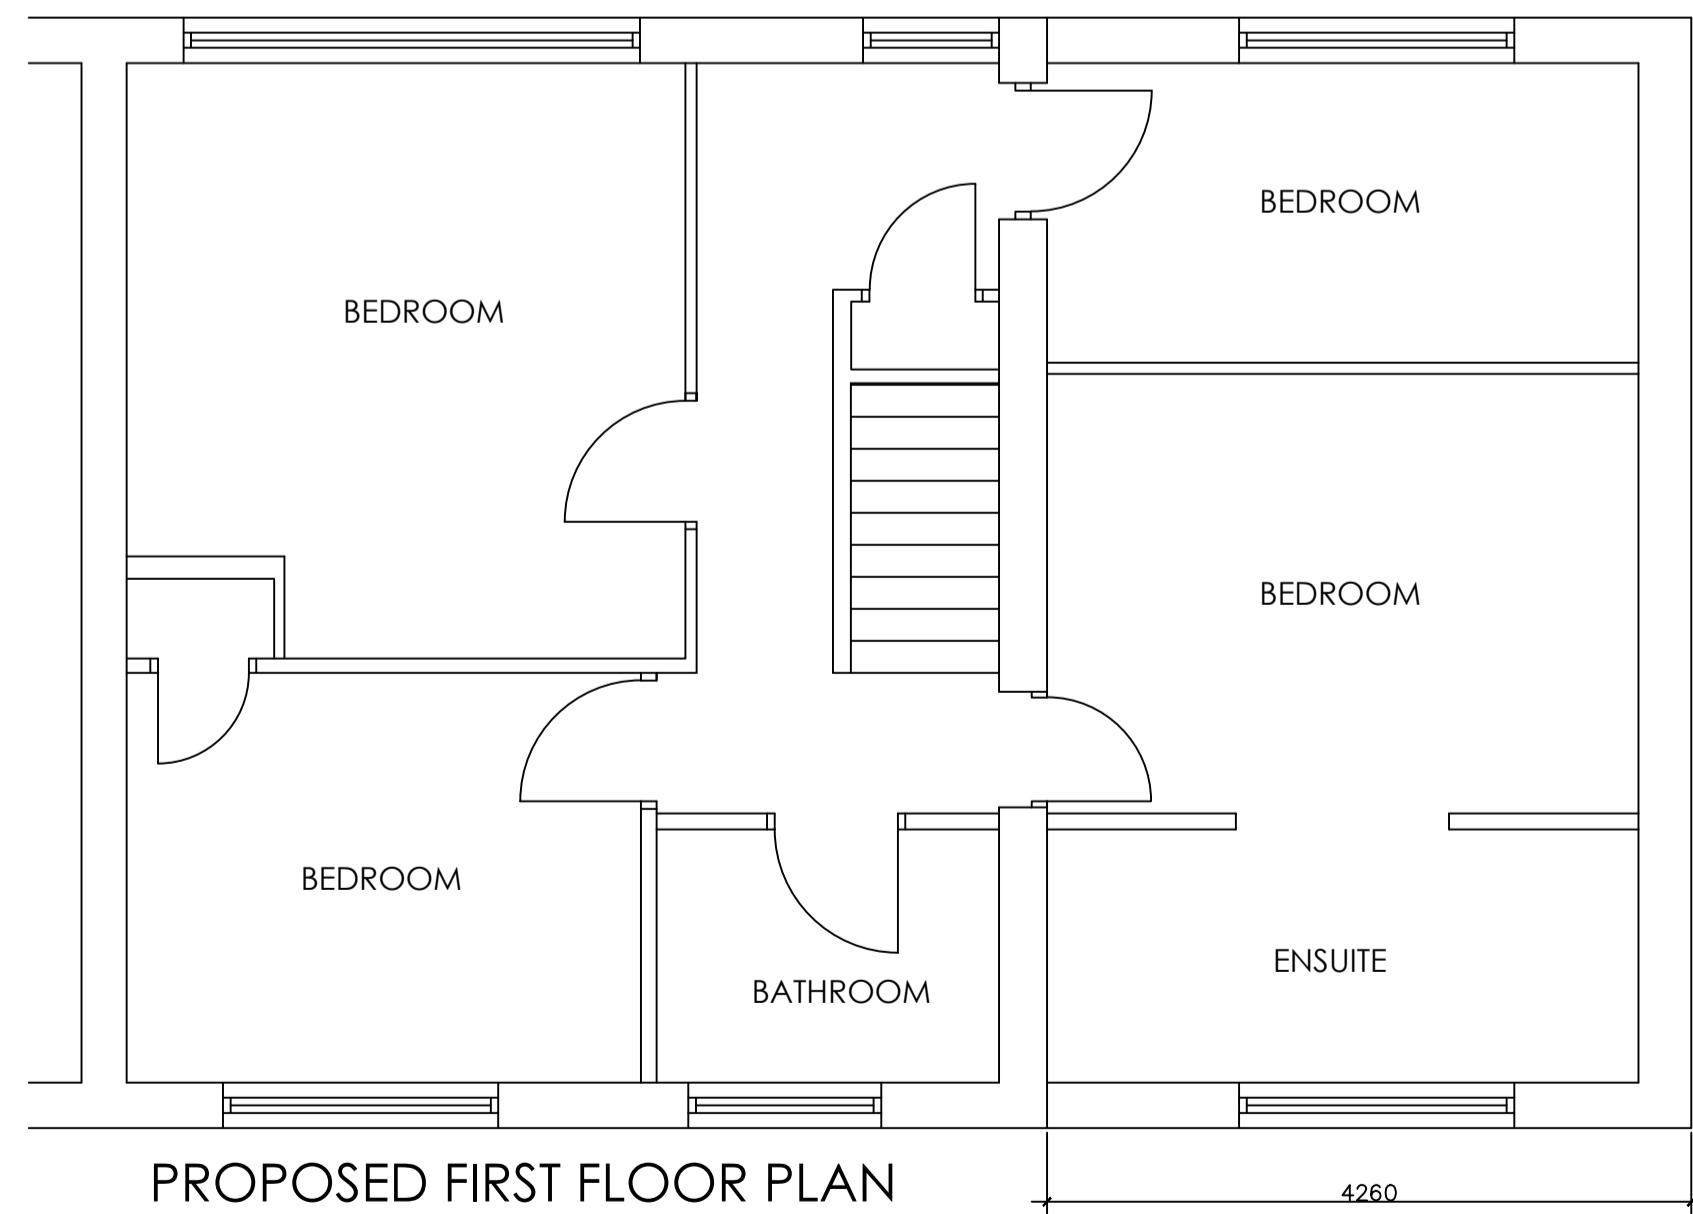 BEDROOM
BEDROOM
BEDROOM
BEDROOM
ENSUITE
BATHROOM
PROPOSED FIRST FLOOR PLAN
4260